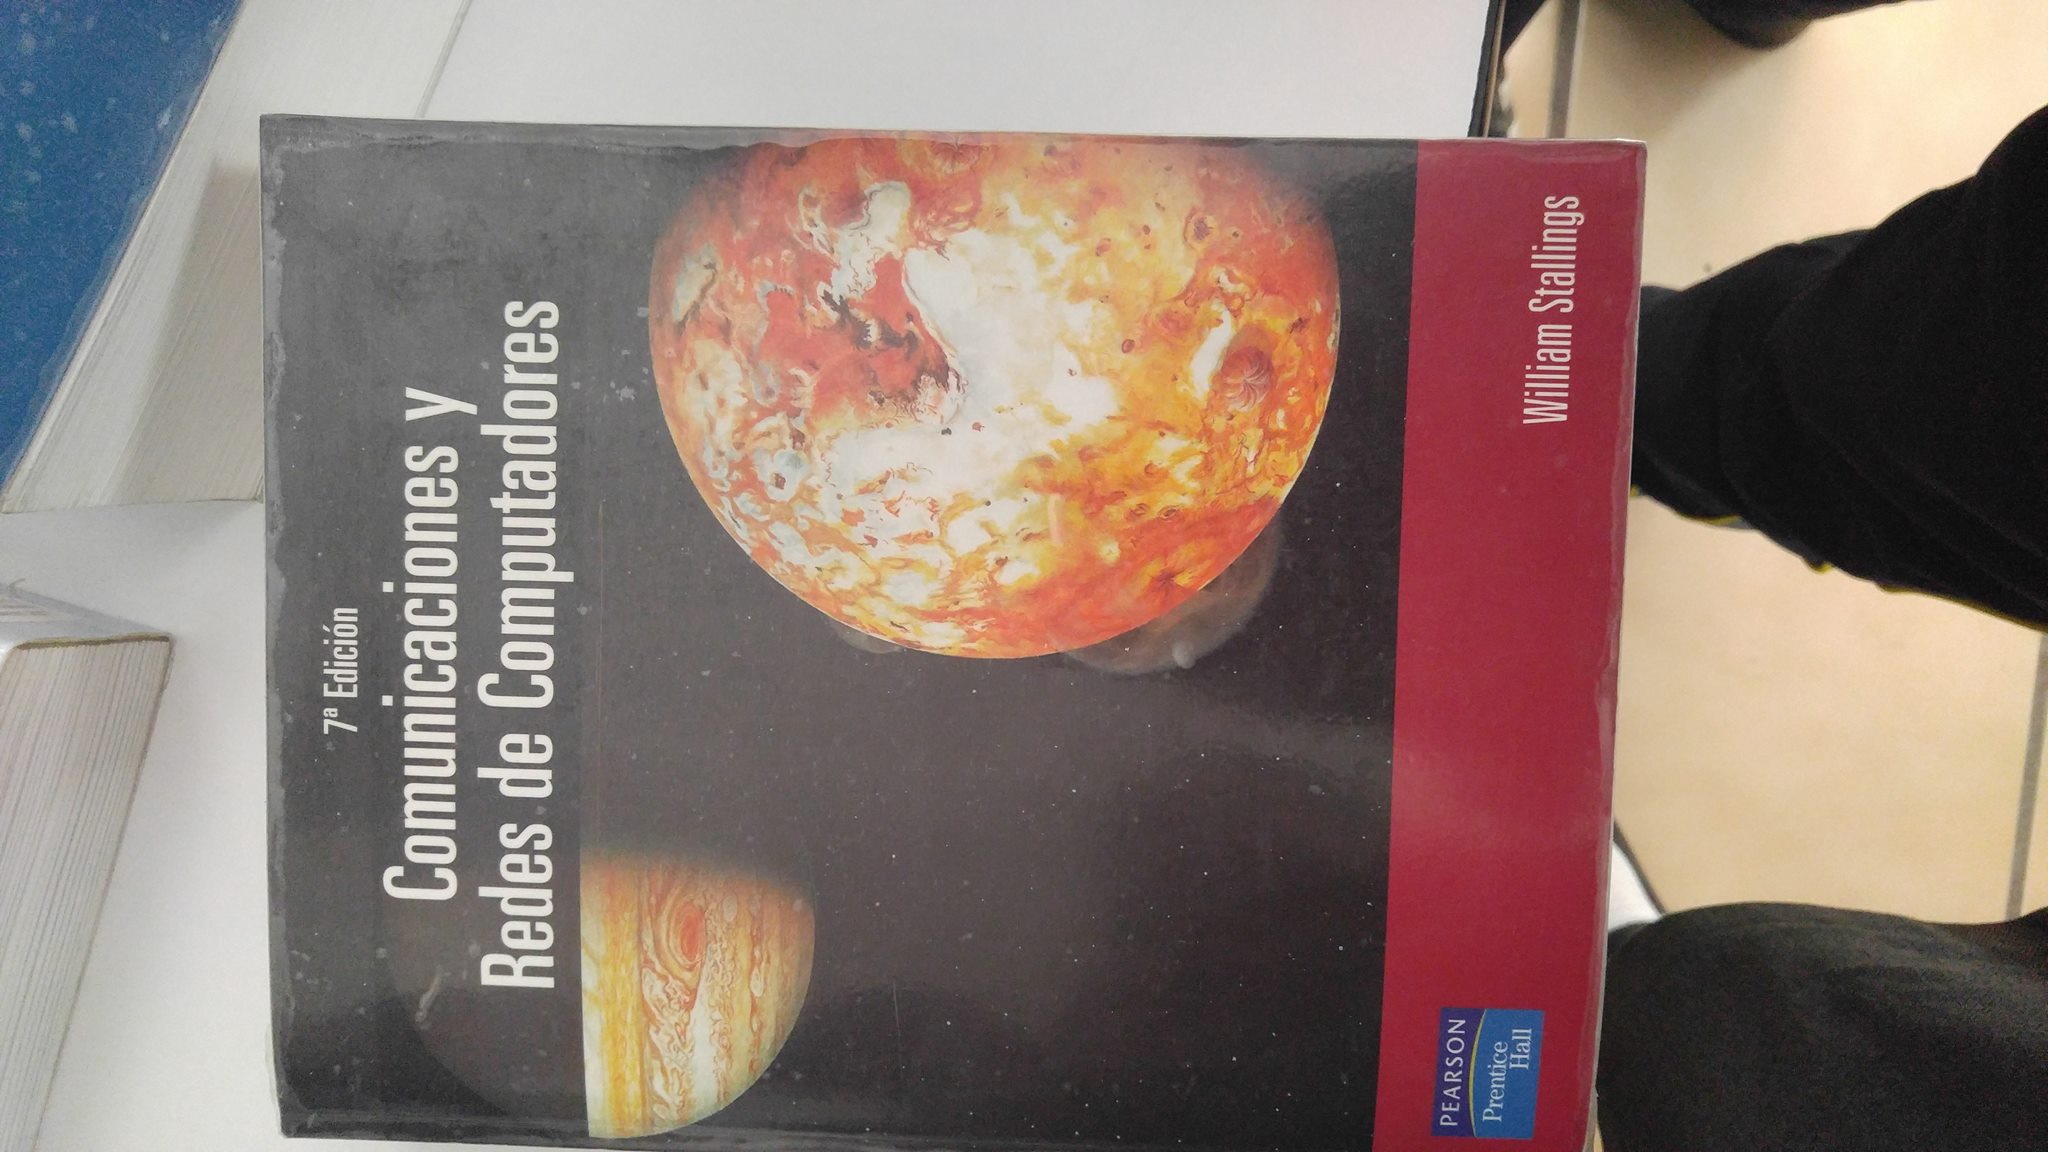 7ª Edición
Comunicaciones y
Redes de Computadores
William Stallings
PEARSON
Prentice
Hall